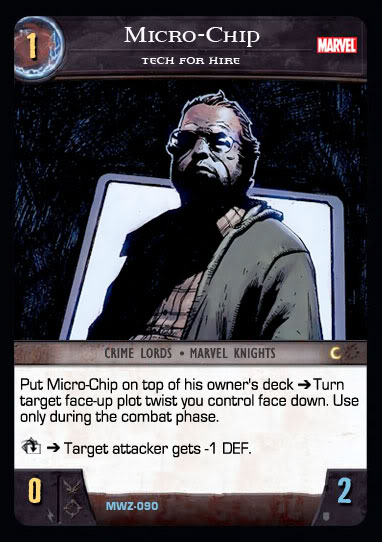 1
Micro-Chip
MARVEL
TECH FOR HIRE
CRIME LORDS • MARVEL KNIGHTS
C
Put Micro-Chip on top of his owner's deck ➔ Turn
target face-up plot twist you control face down. Use
only during the combat phase.
➔ Target attacker gets -1 DEF.
0
MWZ-090
2